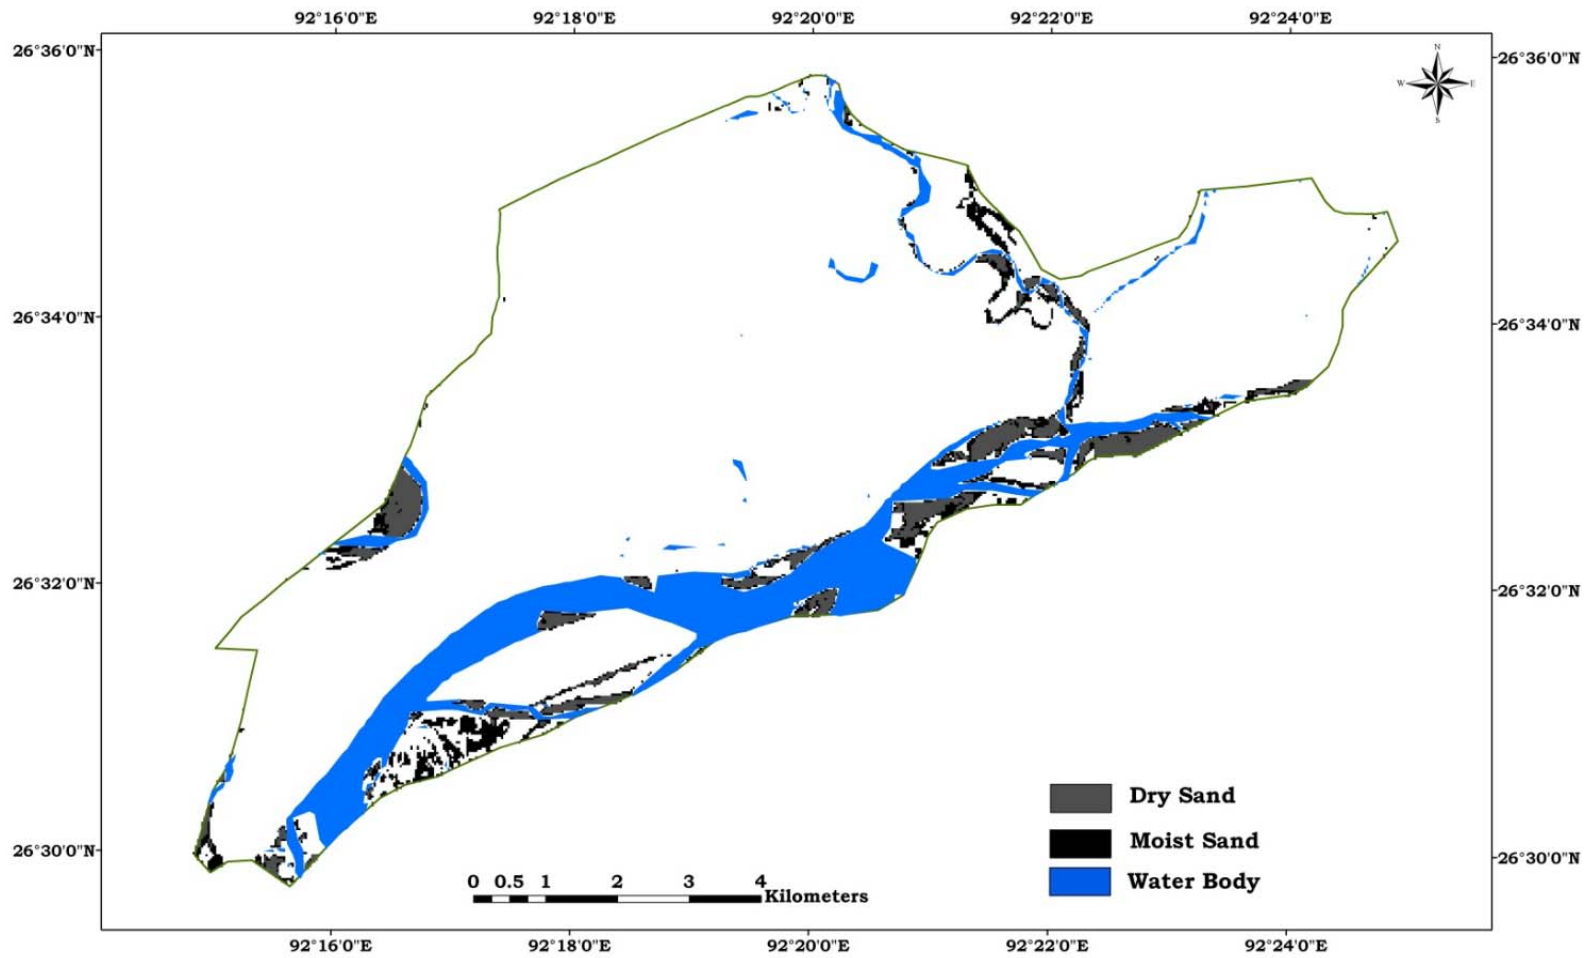 92°16'0"E 92°18'0"E 92°20'0"E 92°22'0"E 92°24'0"E
26°36'0"N 26°36'0"N
N
W E
S
26°34'0"N 26°34'0"N
26°32'0"N 26°32'0"N
Dry Sand
Moist Sand
26°30'0"N 26°30'0"N
Water Body
0 0.5 1 2 3 4
Kilometers
92°16'0"E 92°18'0"E 92°20'0"E 92°22'0"E 92°24'0"E